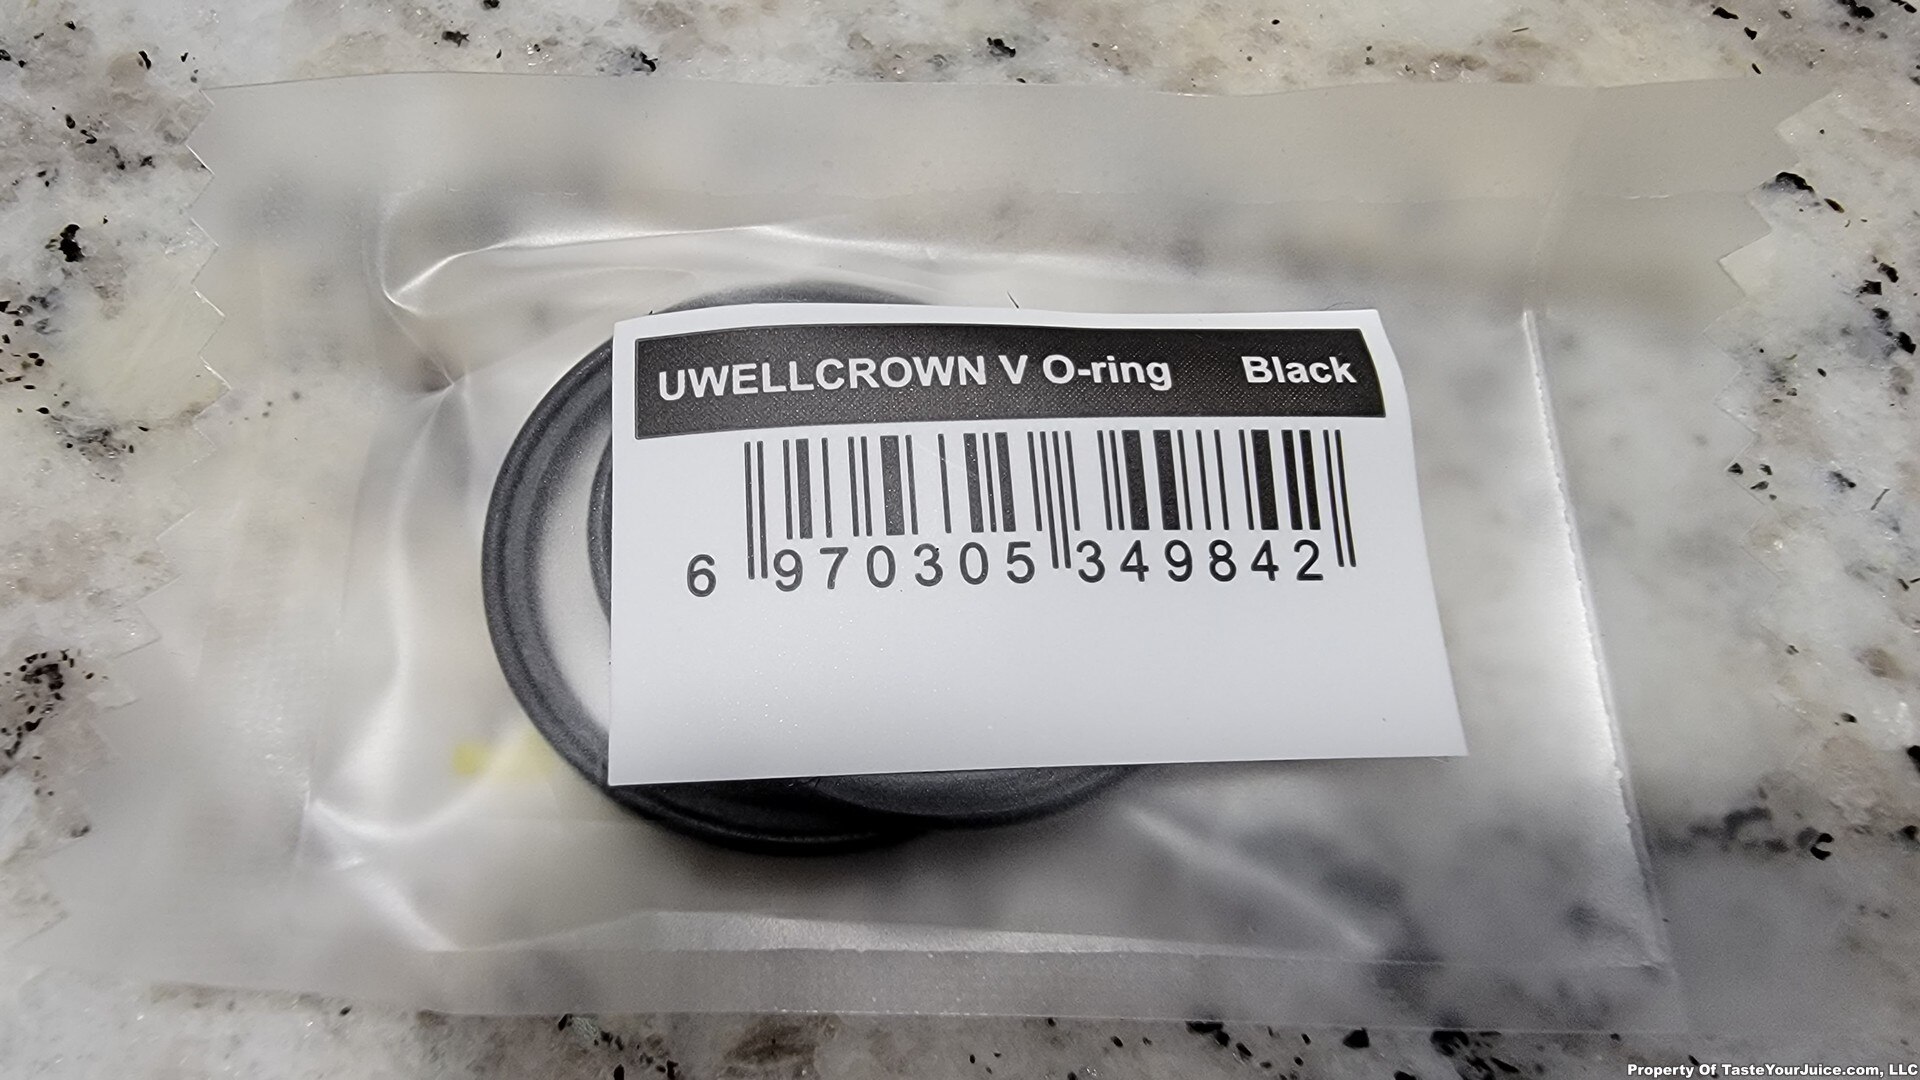 UWELLCROWN V O-ring Black
6 970305 349842
Property Of TasteYourJuice.com, LLC